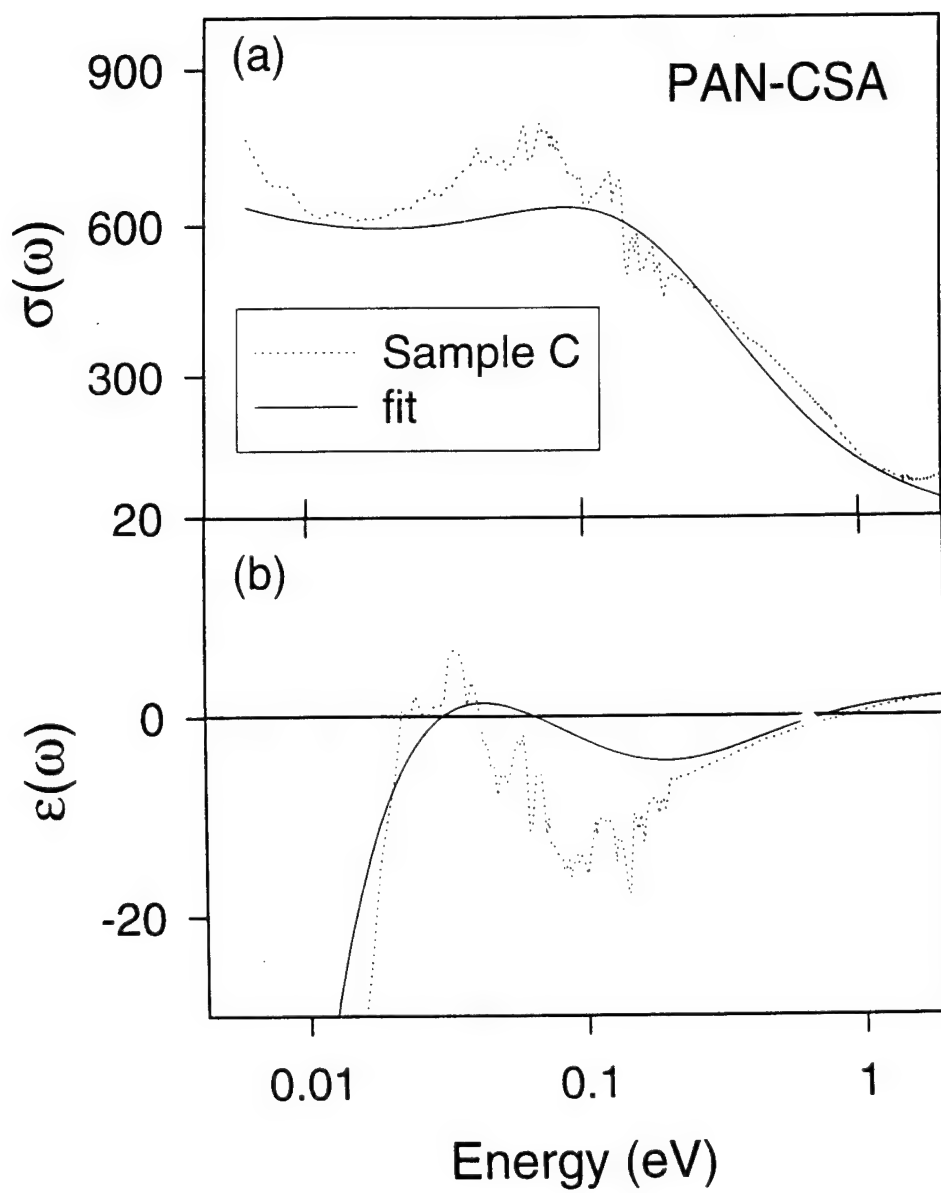 (a)
PAN-CSA
900
600
300
σ(ω)
Sample C
fit
20
(b)
0
-20
ε(ω)
0.01
0.1
1
Energy (eV)